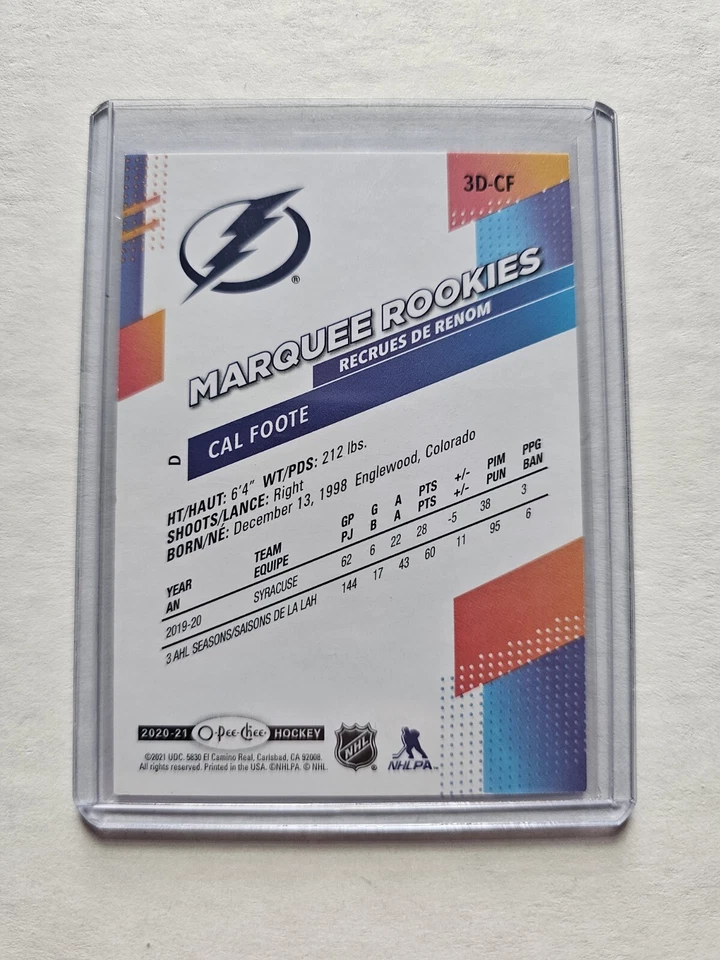 3D-CF
®
MARQUEE ROOKIES
RECRUES DE RENOM
D
CAL FOOTE
HT/HAUT: 6'4" WT/PDS: 212 lbs.
SHOOTS/LANCE: Right
BORN/NÉ: December 13, 1998 Englewood, Colorado
YEAR TEAM GP G A PTS +/- PIM PPG
AN EQUIPE PJ B A PTS +/- PUN BAN
2019-20 SYRACUSE 62 6 22 28 -5 38 3
3 AHL SEASONS/SAISONS DE LA LAH 144 17 43 60 11 95 6
2020-21 O-Pee-Chee HOCKEY
NHL ®
NHLPA
©2021 UDC. 5830 El Camino Real, Carlsbad, CA 92008.
All rights reserved. Printed in the USA. ©NHLPA. © NHL.